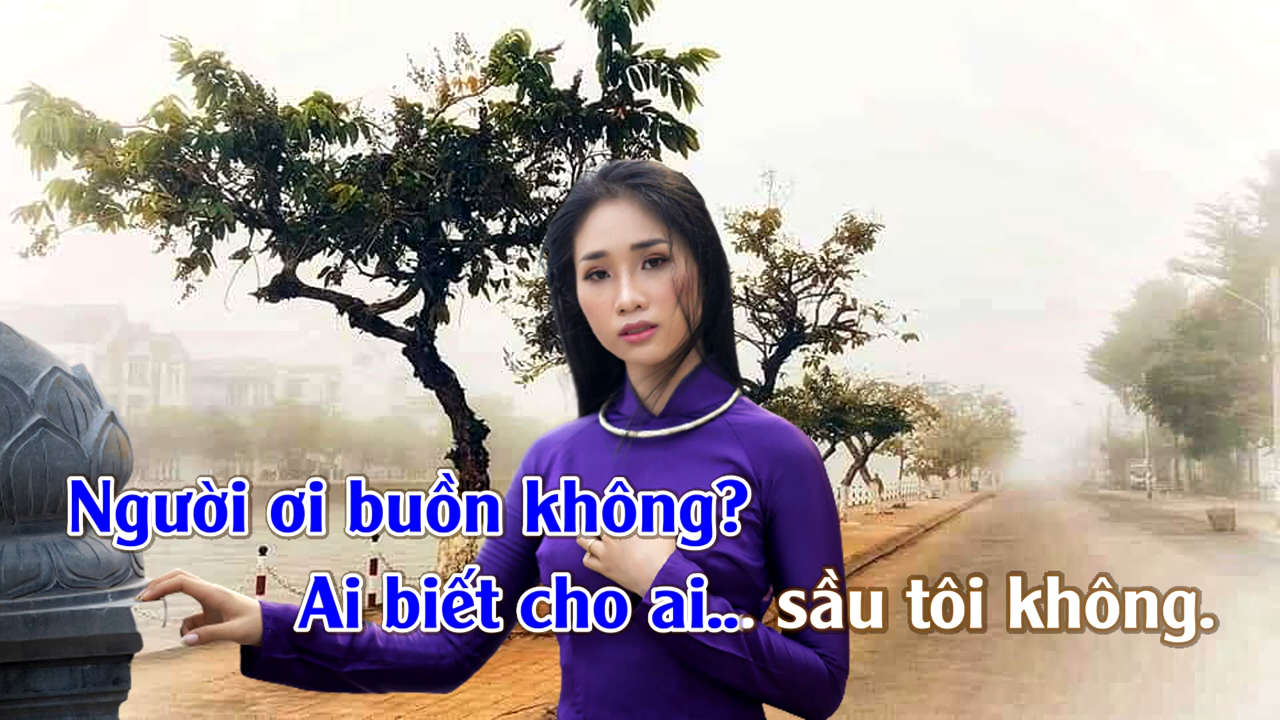 Người ơi buồn không?
Ai biết cho ai... sầu tôi không.